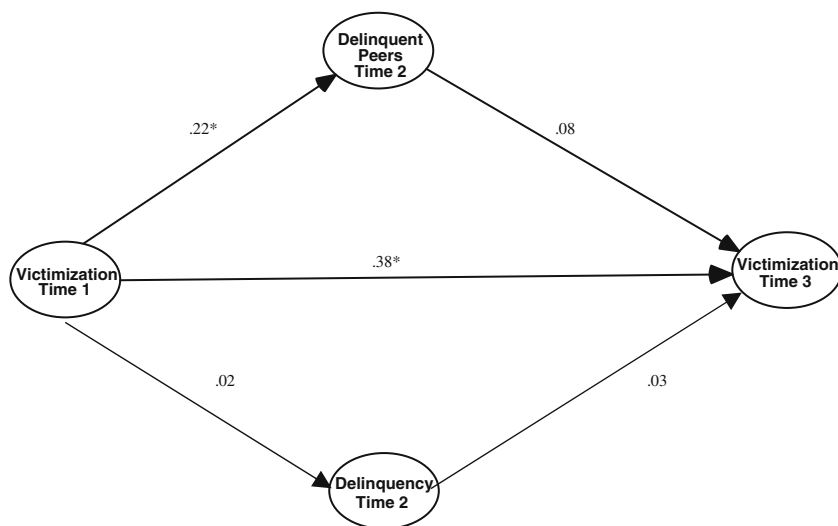 Delinquent
Peers
Time 2
.22*
.08
Victimization
Time 1
.38*
Victimization
Time 3
.02
.03
Delinquency
Time 2